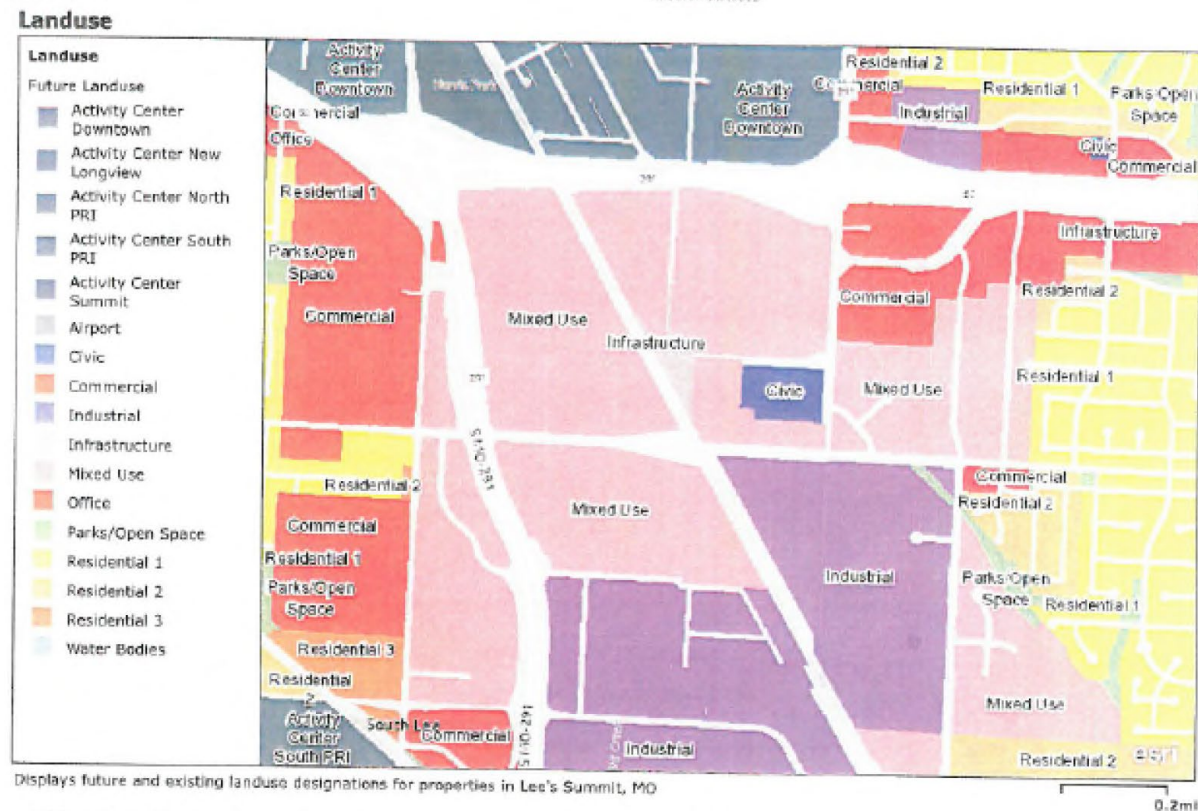 Landuse
Landuse
Future Landuse
Activity Center
Downtown
Activity Center New
Longview
Activity Center North
PRI
Activity Center South
PRI
Activity Center
Summit
Airport
Civic
Commercial
Industrial
Infrastructure
Mixed Use
Office
Parks/Open Space
Residential 1
Residential 2
Residential 3
Water Bodies
Activity
Center
Downtown
Activity
Center
Downtown
Residential 2
Residential 1
Parks/Open
Space
Industrial
Civic
Commercial
Office
Residential 1
Parks/Open
Space
Commercial
Mixed Use
Infrastructure
Civic
Commercial
Mixed Use
Infrastructure
Residential 2
Residential 1
Residential 2
Commercial
Residential 1
Parks/Open
Space
Mixed Use
Industrial
Commercial
Residential 2
Parks/Open
Space
Residential 1
Residential 3
Residential
2
Activity
Center
South PRI
South Lee
Commercial
Industrial
Mixed Use
Residential 2
esri
Displays future and existing landuse designations for properties in Lee's Summit, MO
0.2mi